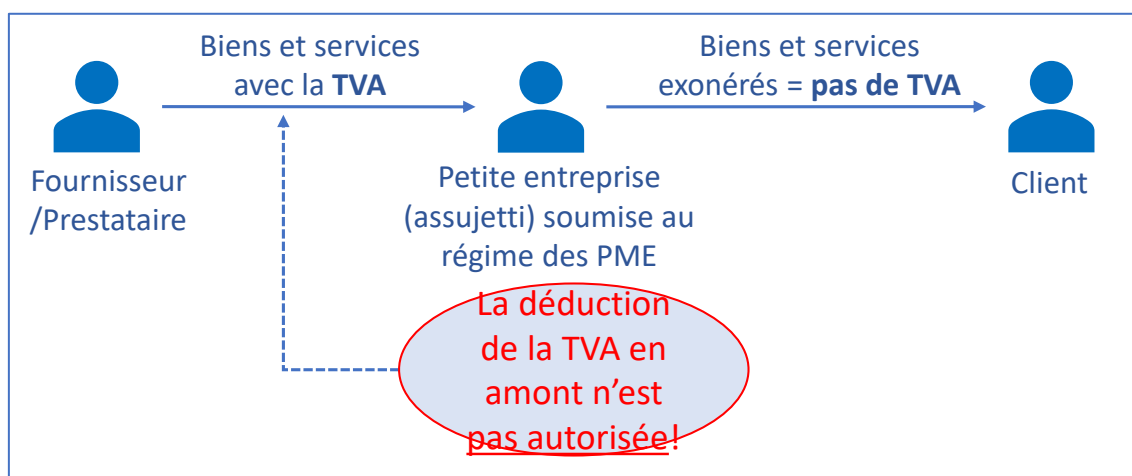 Biens et services
avec la TVA
Biens et services
exonérés = pas de TVA
Fournisseur
/Prestataire
Petite entreprise
(assujetti) soumise au
régime des PME
Client
La déduction
de la TVA en
amont n’est
pas autorisée!